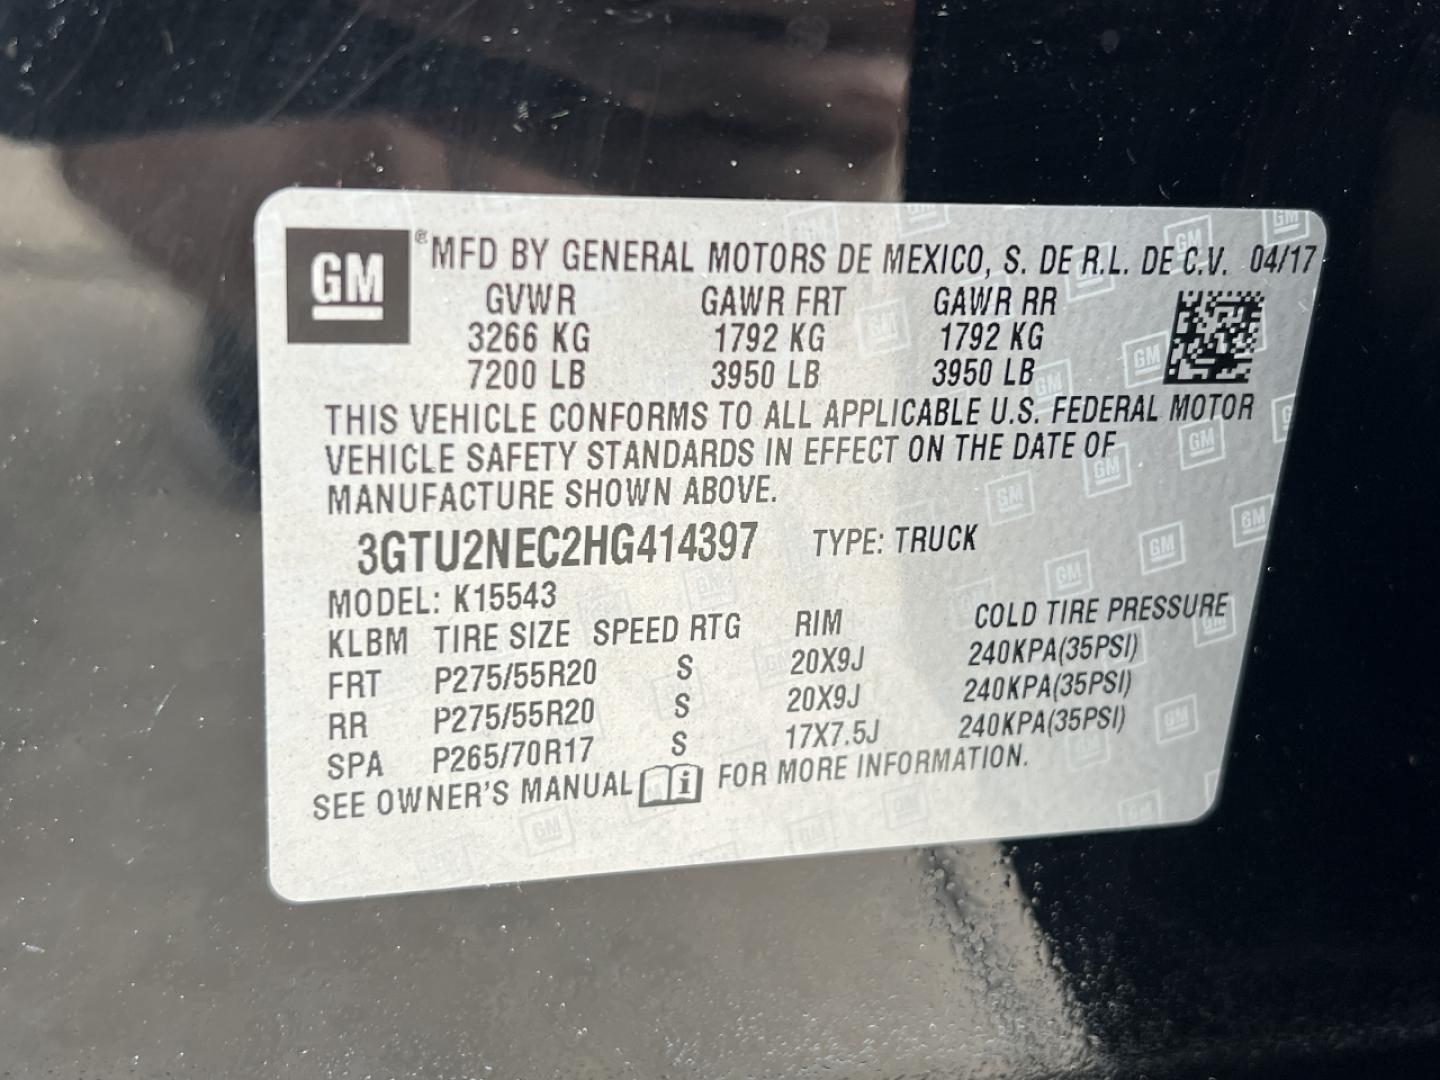 GM ® MFD BY GENERAL MOTORS DE MEXICO, S. DE R.L. DE C.V. 04/17
GVWR GAWR FRT GAWR RR
3266 KG 1792 KG 1792 KG
7200 LB 3950 LB 3950 LB
THIS VEHICLE CONFORMS TO ALL APPLICABLE U.S. FEDERAL MOTOR
VEHICLE SAFETY STANDARDS IN EFFECT ON THE DATE OF
MANUFACTURE SHOWN ABOVE.
3GTU2NEC2HG414397 TYPE: TRUCK
MODEL: K15543
KLBM TIRE SIZE SPEED RTG RIM COLD TIRE PRESSURE
FRT P275/55R20 S 20X9J 240KPA(35PSI)
RR P275/55R20 S 20X9J 240KPA(35PSI)
SPA P265/70R17 S 17X7.5J 240KPA(35PSI)
SEE OWNER'S MANUAL i FOR MORE INFORMATION.